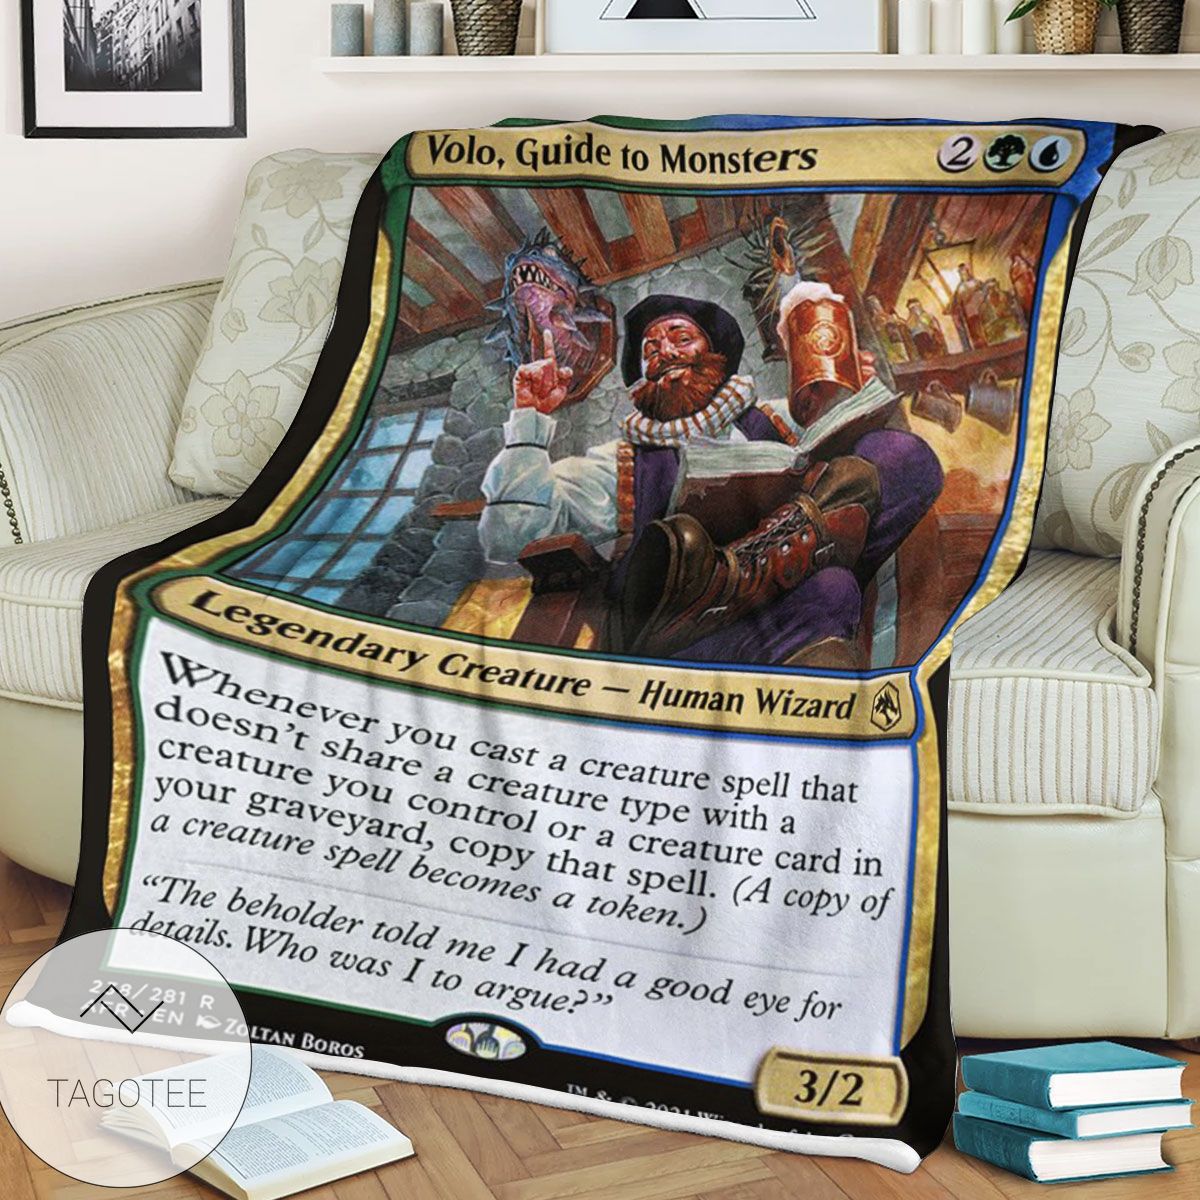 Volo, Guide to Monsters 2
Legendary Creature — Human Wizard
Whenever you cast a creature spell that
doesn't share a creature type with a
creature you control or a creature card in
your graveyard, copy that spell. (A copy of
a creature spell becomes a token.)
"The beholder told me I had a good eye for
details. Who was I to argue?"
/281 R
EN ZOLTAN BOROS
3/2
TM & © 2021
TAGOTEE